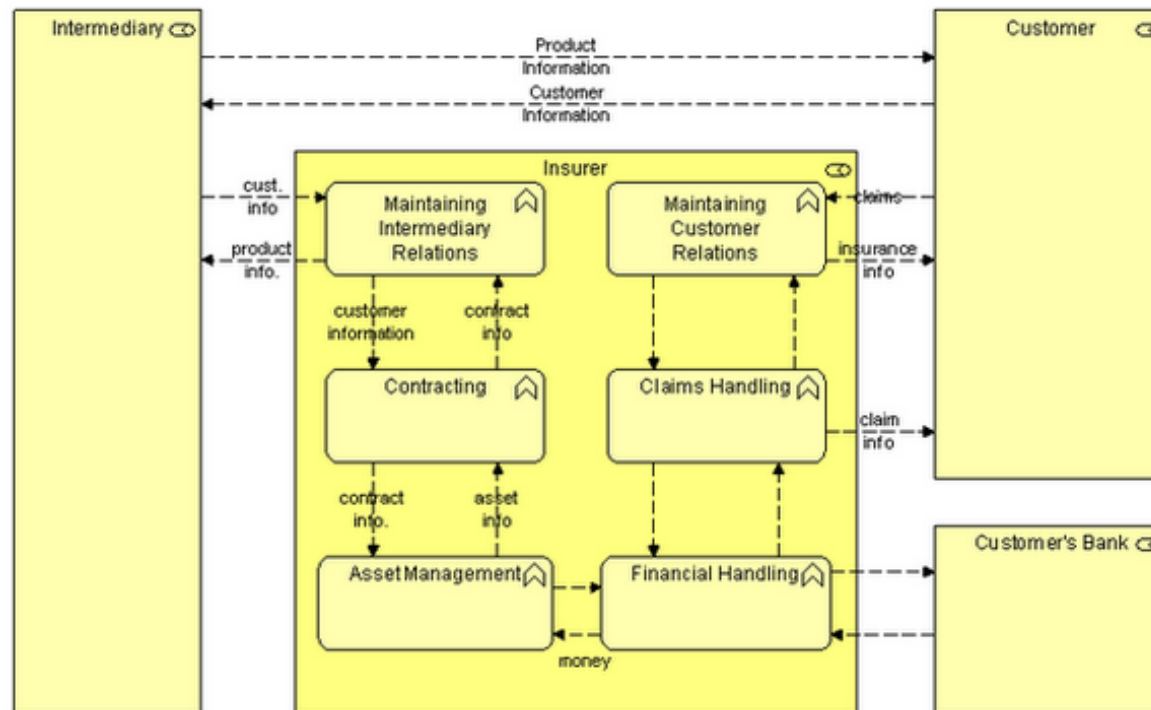 Intermediary
Customer
Product
Information
Customer
Information
Insurer
cust.
info
Maintaining
Intermediary
Relations
Maintaining
Customer
Relations
claims
product
info.
insurance
info
customer
information
contract
info
Contracting
Claims Handling
claim
info
contract
info.
asset
info
Customer's Bank
Asset Management
Financial Handling
money